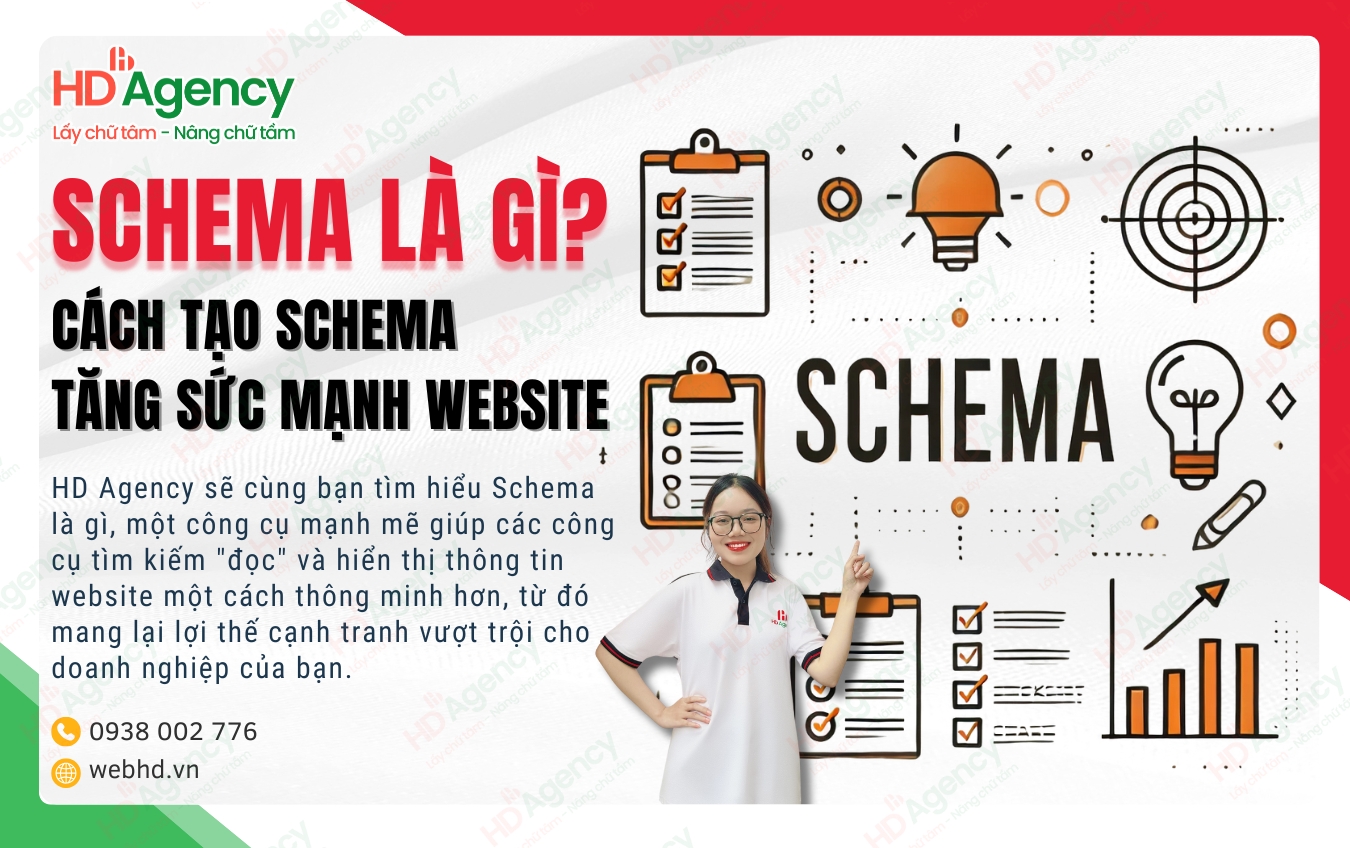 HD Agency
Lấy chữ tâm - Nâng chữ tầm
SCHEMA LÀ GÌ?
CÁCH TẠO SCHEMA
TĂNG SỨC MẠNH WEBSITE
HD Agency sẽ cùng bạn tìm hiểu Schema
là gì, một công cụ mạnh mẽ giúp các công
cụ tìm kiếm "đọc" và hiển thị thông tin
website một cách thông minh hơn, từ đó
mang lại lợi thế cạnh tranh vượt trội cho
doanh nghiệp của bạn.
0938 002 776
webhd.vn
SCHEMA